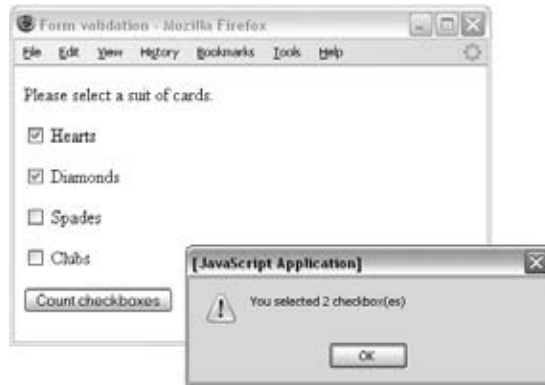 Form validation - Mozilla Firefox
File Edit View History Bookmarks Tools Help
Please select a suit of cards.
Hearts
Diamonds
Spades
Clubs
Count checkboxes
[JavaScript Application]
You selected 2 checkbox(es)
OK